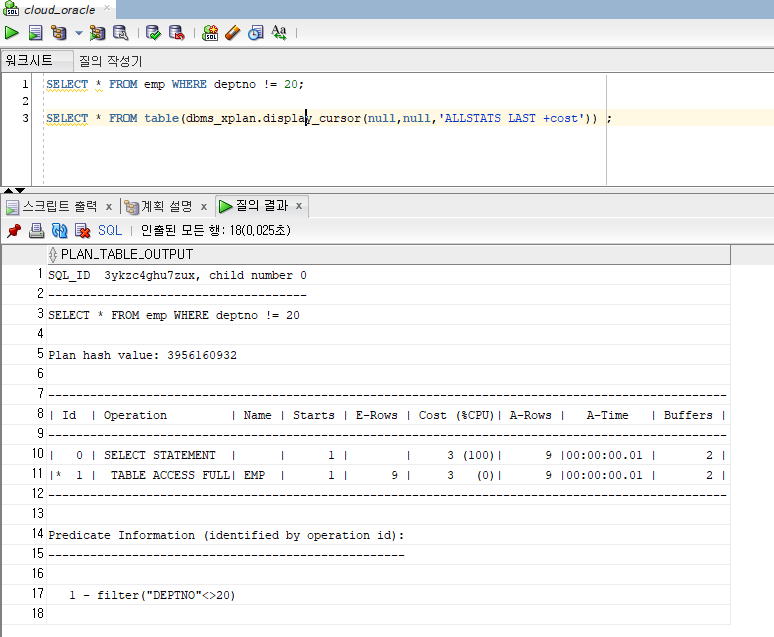 cloud_oracle
워크시트 질의 작성기
1 SELECT * FROM emp WHERE deptno != 20;
2
3 SELECT * FROM table(dbms_xplan.display_cursor(null,null,'ALLSTATS LAST +cost')) ;
스크립트 출력 x 계획 설명 x 질의 결과 x
SQL | 인출된 모든 행: 18(0,025초)
PLAN_TABLE_OUTPUT
1 SQL_ID  3ykzc4ghu7zux, child number 0
2 -------------------------------------
3 SELECT * FROM emp WHERE deptno != 20
4
5 Plan hash value: 3956160932
6
7 -------------------------------------------------------------------------------------------------
8 | Id  | Operation         | Name | Starts | E-Rows | Cost (%CPU)| A-Rows |   A-Time   | Buffers |
9 -------------------------------------------------------------------------------------------------
10 |   0 | SELECT STATEMENT  |      |      1 |        |     3 (100)|      9 |00:00:00.01 |       2 |
11 |*  1 |  TABLE ACCESS FULL| EMP  |      1 |      9 |     3   (0)|      9 |00:00:00.01 |       2 |
12 -------------------------------------------------------------------------------------------------
13
14 Predicate Information (identified by operation id):
15 ---------------------------------------------------
16
17    1 - filter("DEPTNO"<>20)
18